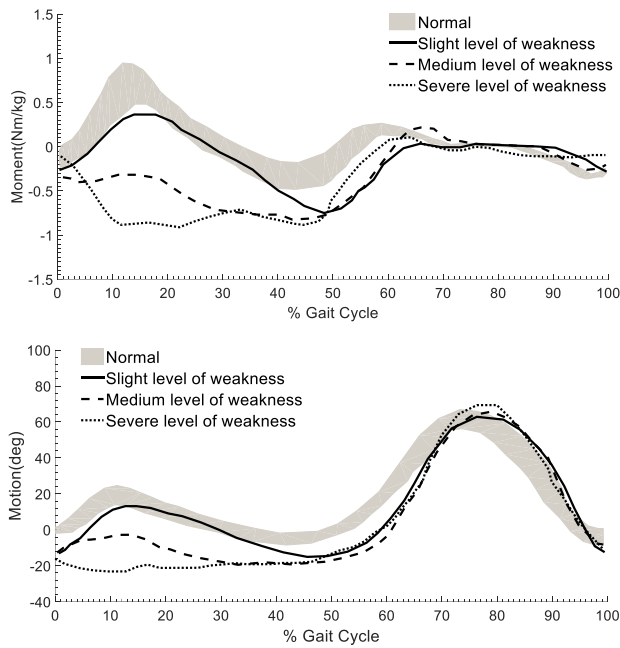 1.5
1
0.5
0
-0.5
-1
-1.5
Moment(Nm/kg)
Normal
Slight level of weakness
Medium level of weakness
Severe level of weakness
0 10 20 30 40 50 60 70 80 90 100
% Gait Cycle
100
80
60
40
20
0
-20
-40
Motion(deg)
Normal
Slight level of weakness
Medium level of weakness
Severe level of weakness
0 10 20 30 40 50 60 70 80 90 100
% Gait Cycle